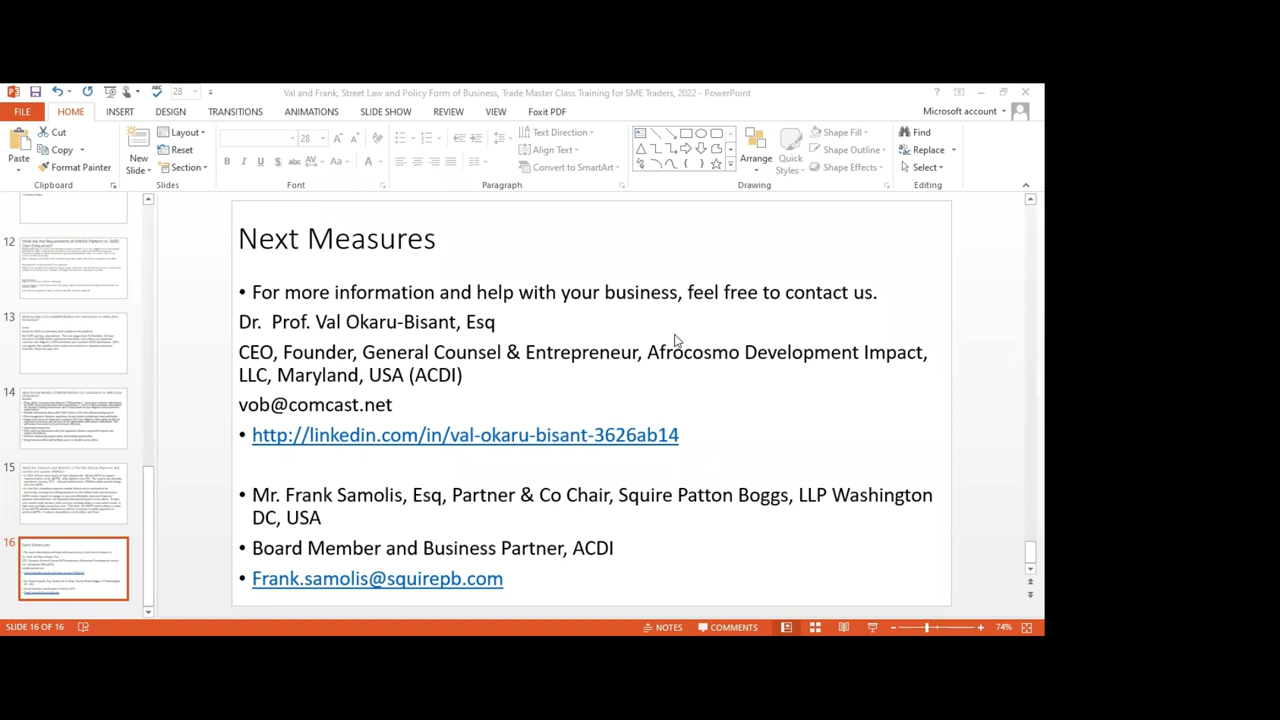 Val and Frank, Street Law and Policy Form of Business, Trade Master Class Training for SME Traders, 2022 - PowerPoint
FILE HOME INSERT DESIGN TRANSITIONS ANIMATIONS SLIDE SHOW REVIEW VIEW Foxit PDF Microsoft account
Paste
Cut
Copy
Format Painter
Clipboard
New Slide
Layout
Reset
Section
Slides
28
Font
Text Direction
Align Text
Convert to SmartArt
Paragraph
Arrange
Quick Styles
Shape Fill
Shape Outline
Shape Effects
Drawing
Find
Replace
Select
Editing
12
13
14
15
16
Next Measures
• For more information and help with your business, feel free to contact us.
Dr. Prof. Val Okaru-Bisant, Esq
CEO, Founder, General Counsel & Entrepreneur, Afrocosmo Development Impact,
LLC, Maryland, USA (ACDI)
vob@comcast.net
• http://linkedin.com/in/val-okaru-bisant-3626ab14
• Mr. Frank Samolis, Esq, Partner & Co Chair, Squire Patton Boggs, LLP Washington
DC, USA
• Board Member and Business Partner, ACDI
• Frank.samolis@squirepb.com
SLIDE 16 OF 16
NOTES COMMENTS 74%